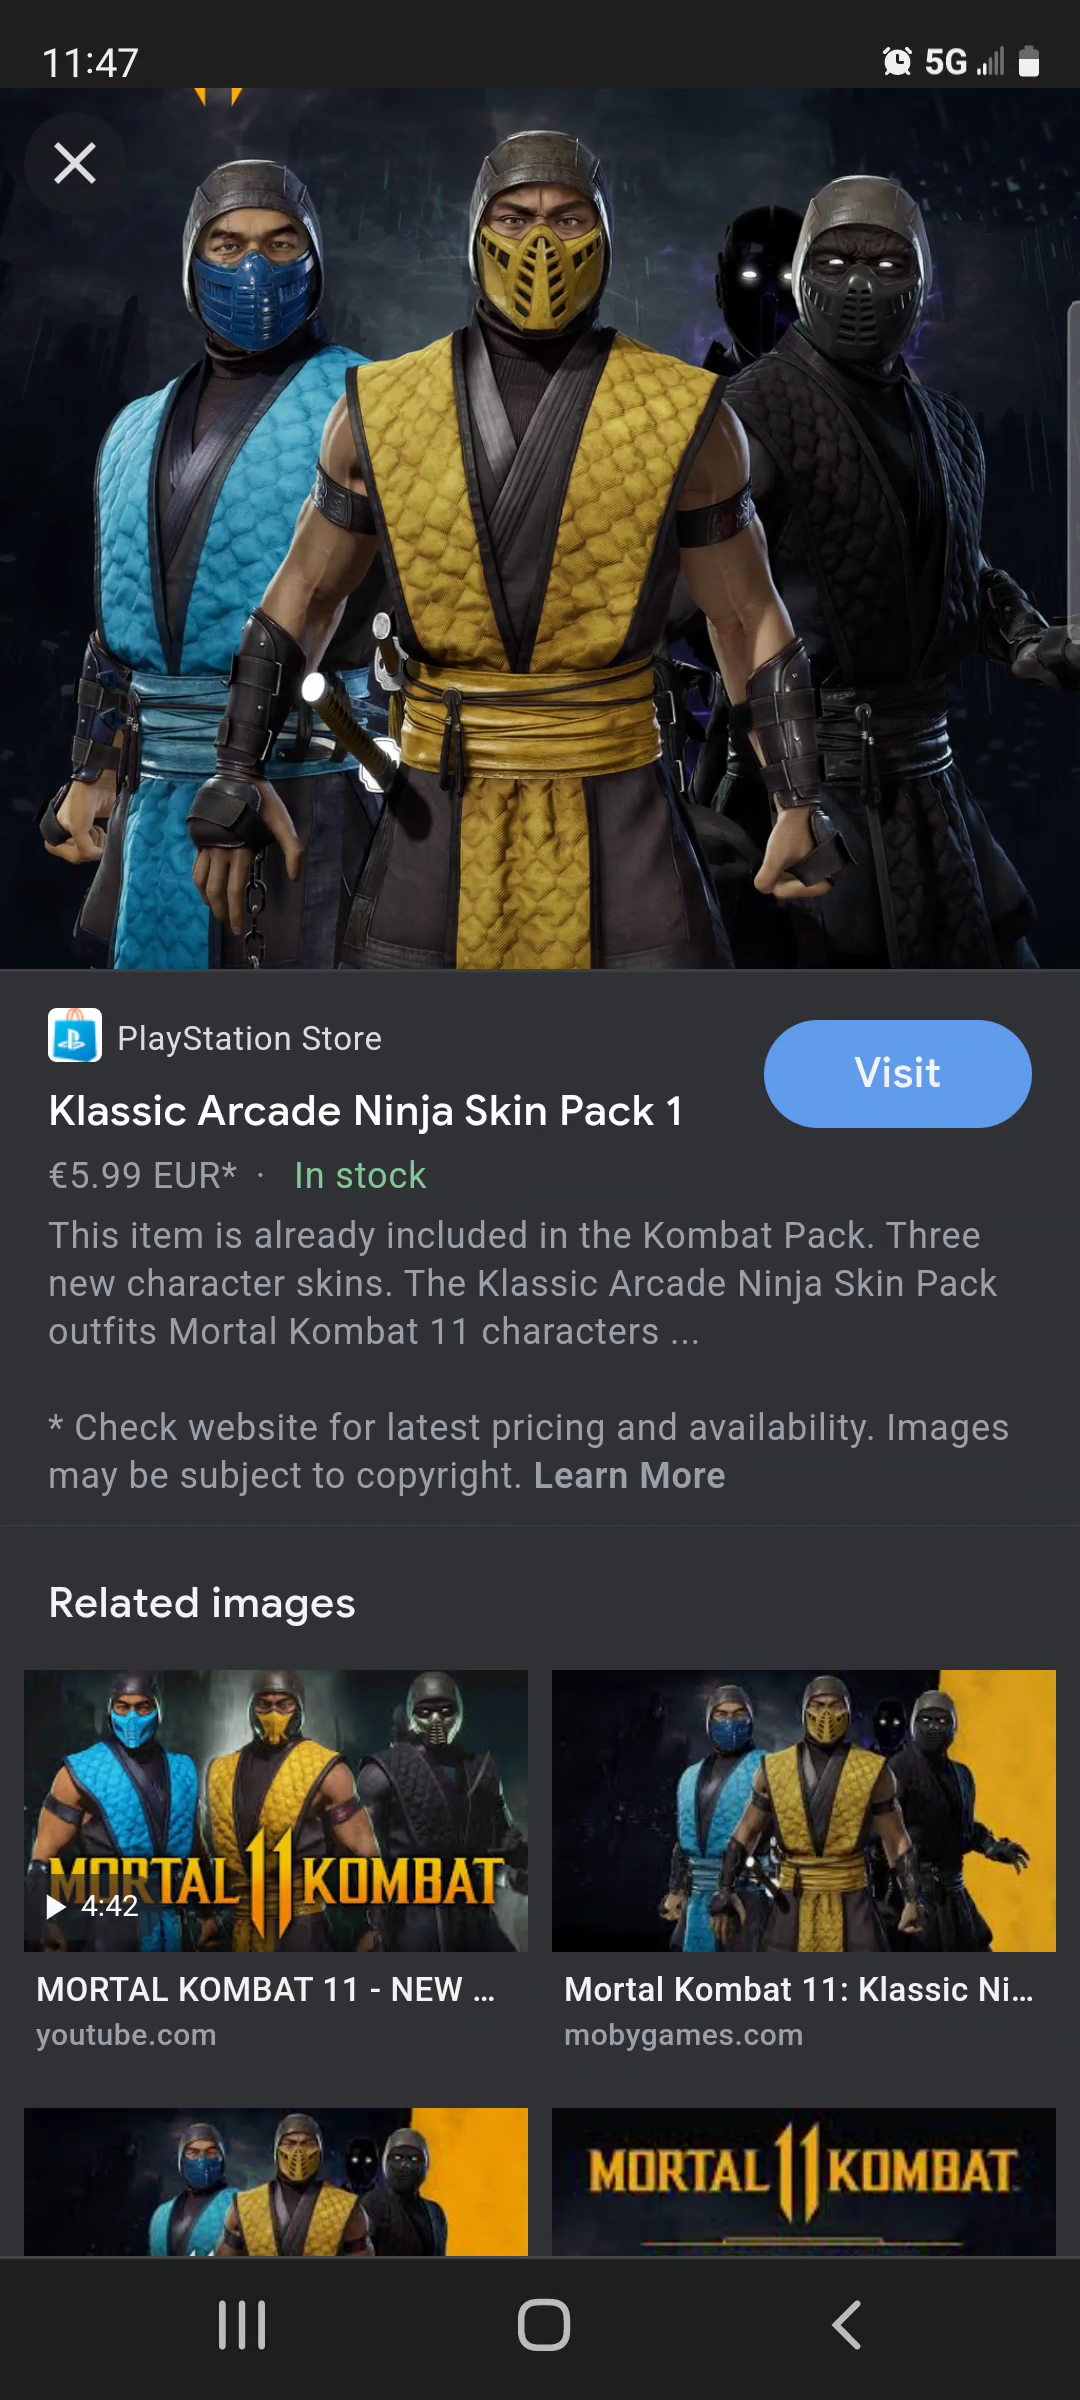 11:47
5G
PlayStation Store
Visit
Klassic Arcade Ninja Skin Pack 1
€5.99 EUR* · In stock
This item is already included in the Kombat Pack. Three
new character skins. The Klassic Arcade Ninja Skin Pack
outfits Mortal Kombat 11 characters ...
* Check website for latest pricing and availability. Images
may be subject to copyright. Learn More
Related images
MORTAL 11 KOMBAT
4:42
MORTAL KOMBAT 11 - NEW ...
youtube.com
Mortal Kombat 11: Klassic Ni...
mobygames.com
MORTAL 11 KOMBAT